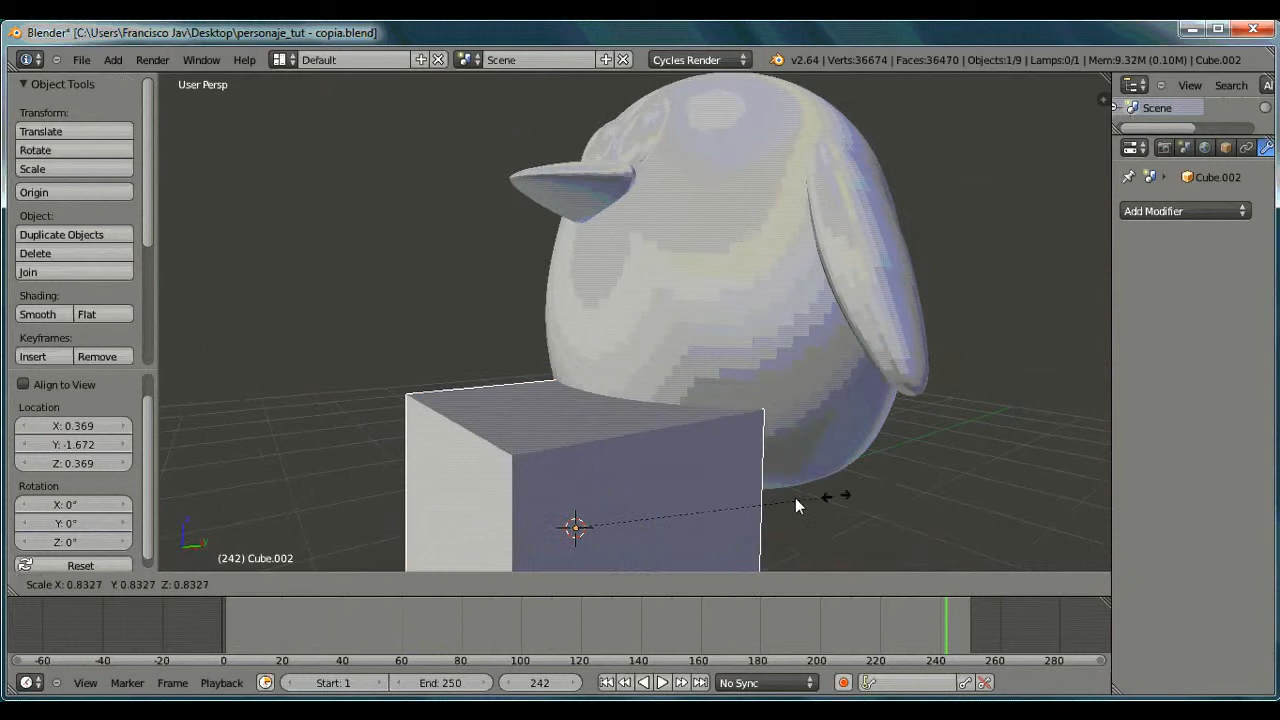 Blender* [C:\Users\Francisco Jav\Desktop\personaje_tut - copia.blend]
File Add Render Window Help Default Scene Cycles Render v2.64 | Verts:36674 | Faces:36470 | Objects:1/9 | Lamps:0/1 | Mem:9.32M (0.10M) | Cube.002
Object Tools
Transform:
Translate
Rotate
Scale
Origin
Object:
Duplicate Objects
Delete
Join
Shading:
Smooth Flat
Keyframes:
Insert Remove
Align to View
Location
X: 0.369
Y: -1.672
Z: 0.369
Rotation
X: 0°
Y: 0°
Z: 0°
Reset
User Persp
(242) Cube.002
View Search Al
Scene
Cube.002
Add Modifier
Scale X: 0.8327 Y: 0.8327 Z: 0.8327
-60 -40 -20 0 20 40 60 80 100 120 140 160 180 200 220 240 260 280
View Marker Frame Playback Start: 1 End: 250 242 No Sync